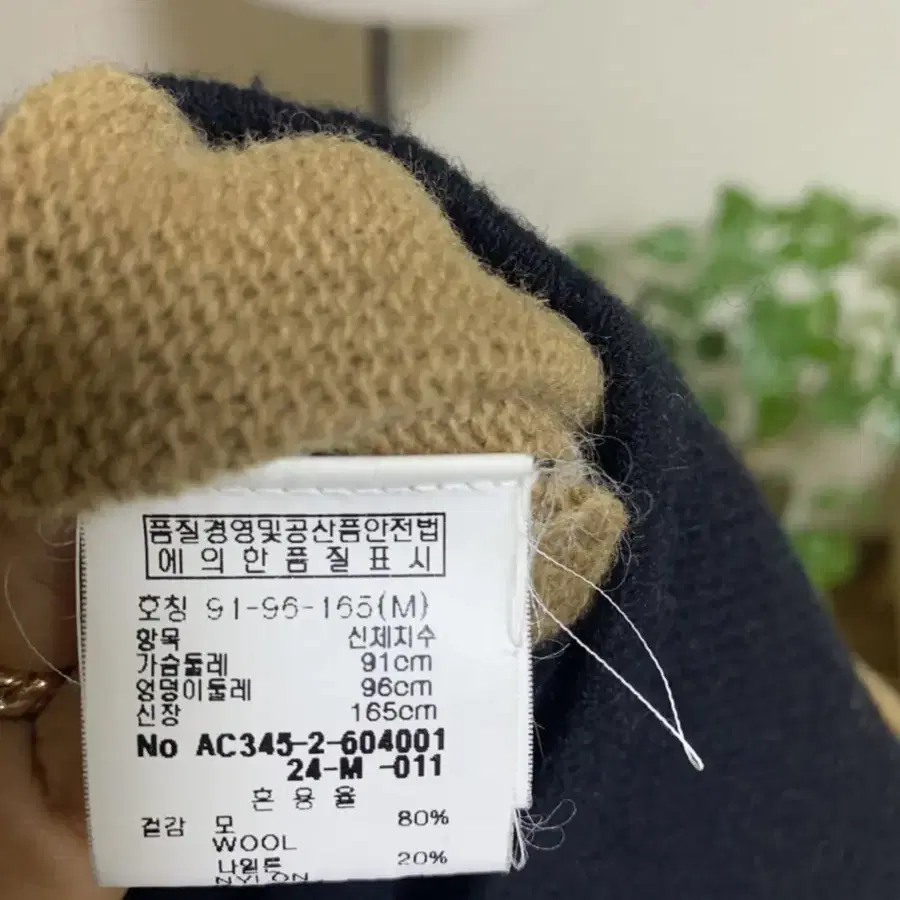 품질경영및공산품안전법
에의한품질표시
호칭 91-96-165(M)
항목 신체치수
가슴둘레 91cm
엉덩이둘레 96cm
신장 165cm
No AC345-2-604001
24-M -011
혼용율
겉감 모 80%
WOOL
나일론 20%
NYLON